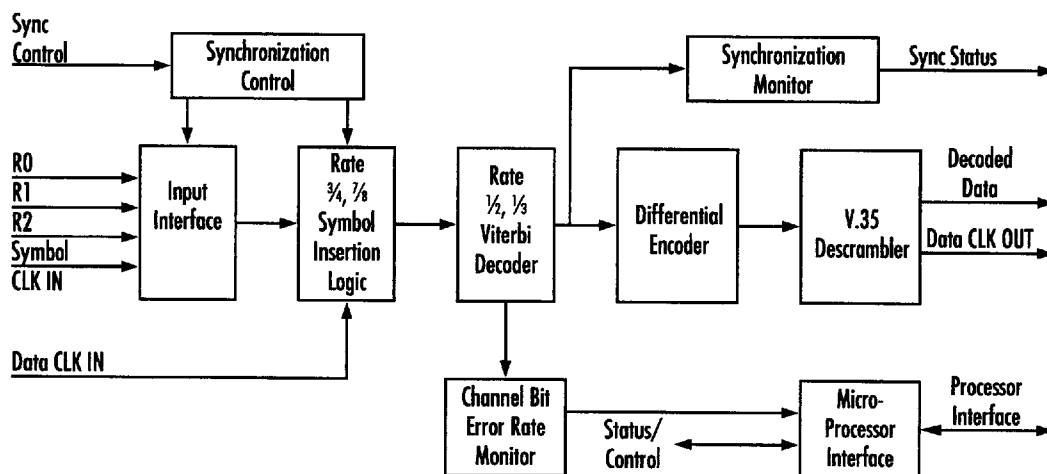 Sync
Control
Synchronization
Control
Synchronization
Monitor
Sync Status
R0
R1
R2
Symbol
CLK IN
Input
Interface
Rate
¾, ⅞
Symbol
Insertion
Logic
Rate
½, ⅓
Viterbi
Decoder
Differential
Encoder
V.35
Descrambler
Decoded
Data
Data CLK OUT
Data CLK IN
Channel Bit
Error Rate
Monitor
Status/
Control
Micro-
Processor
Interface
Processor
Interface